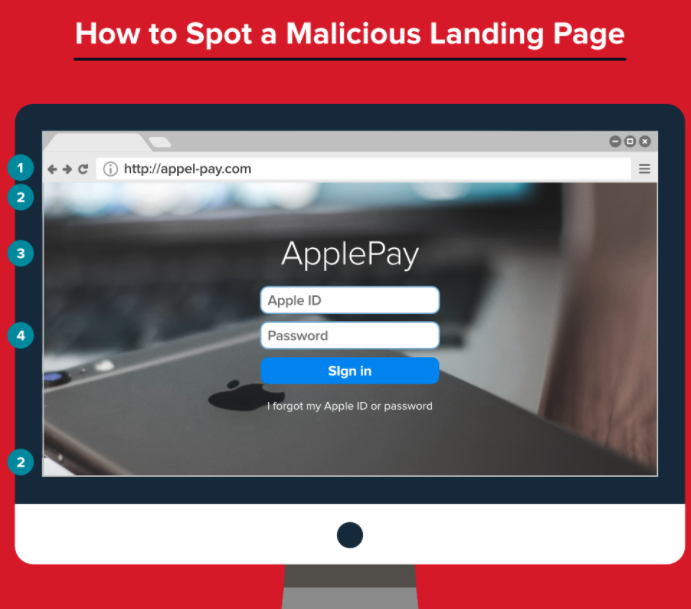 How to Spot a Malicious Landing Page
1
http://appel-pay.com
2
3
ApplePay
Apple ID
4
Password
SIgn in
I forgot my Apple ID or password
2